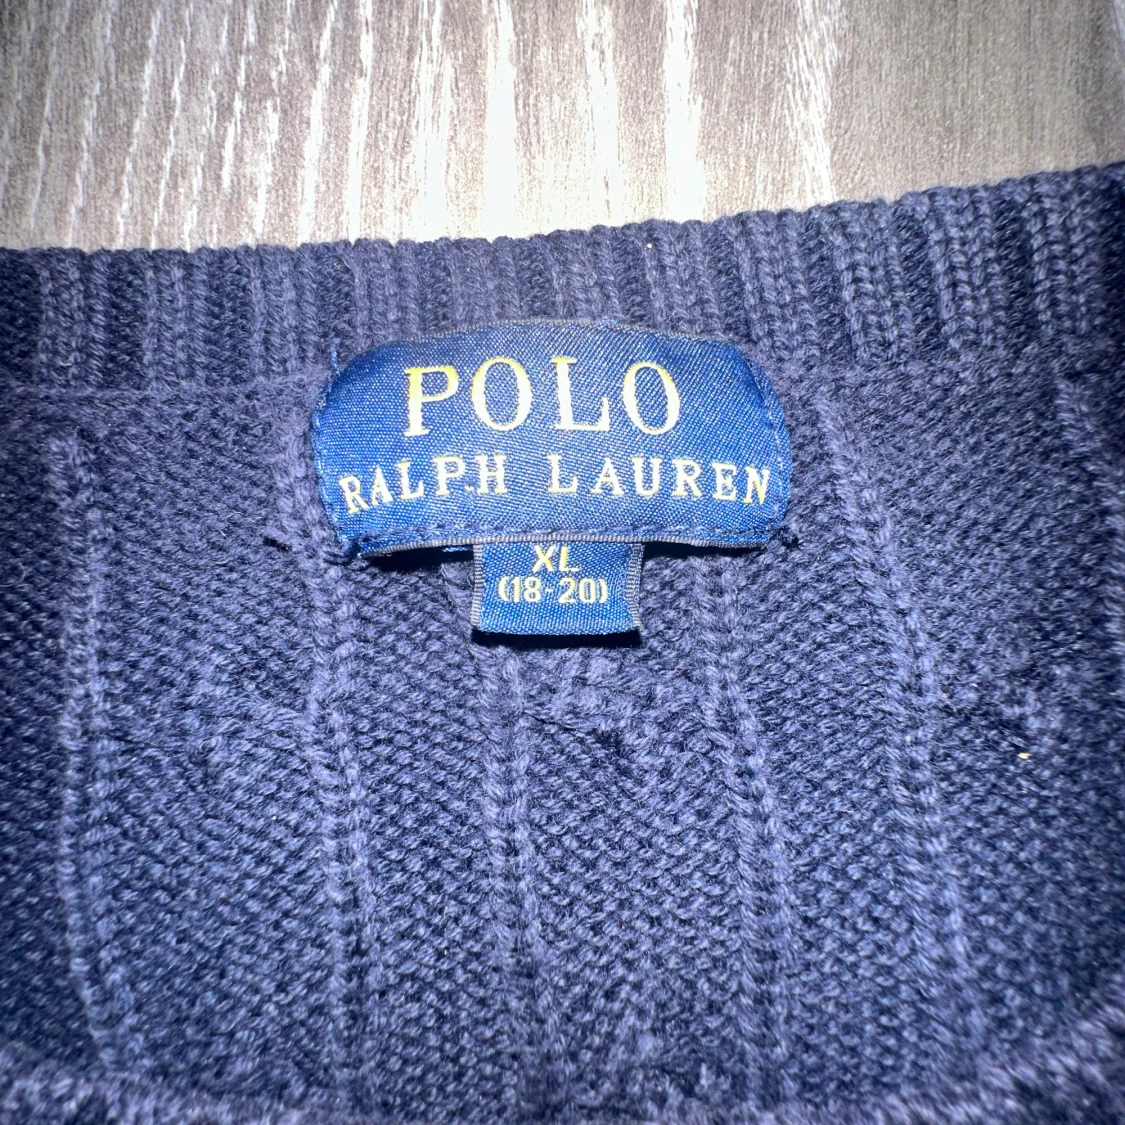 POLO
RALPH LAUREN
XL
(18-20)